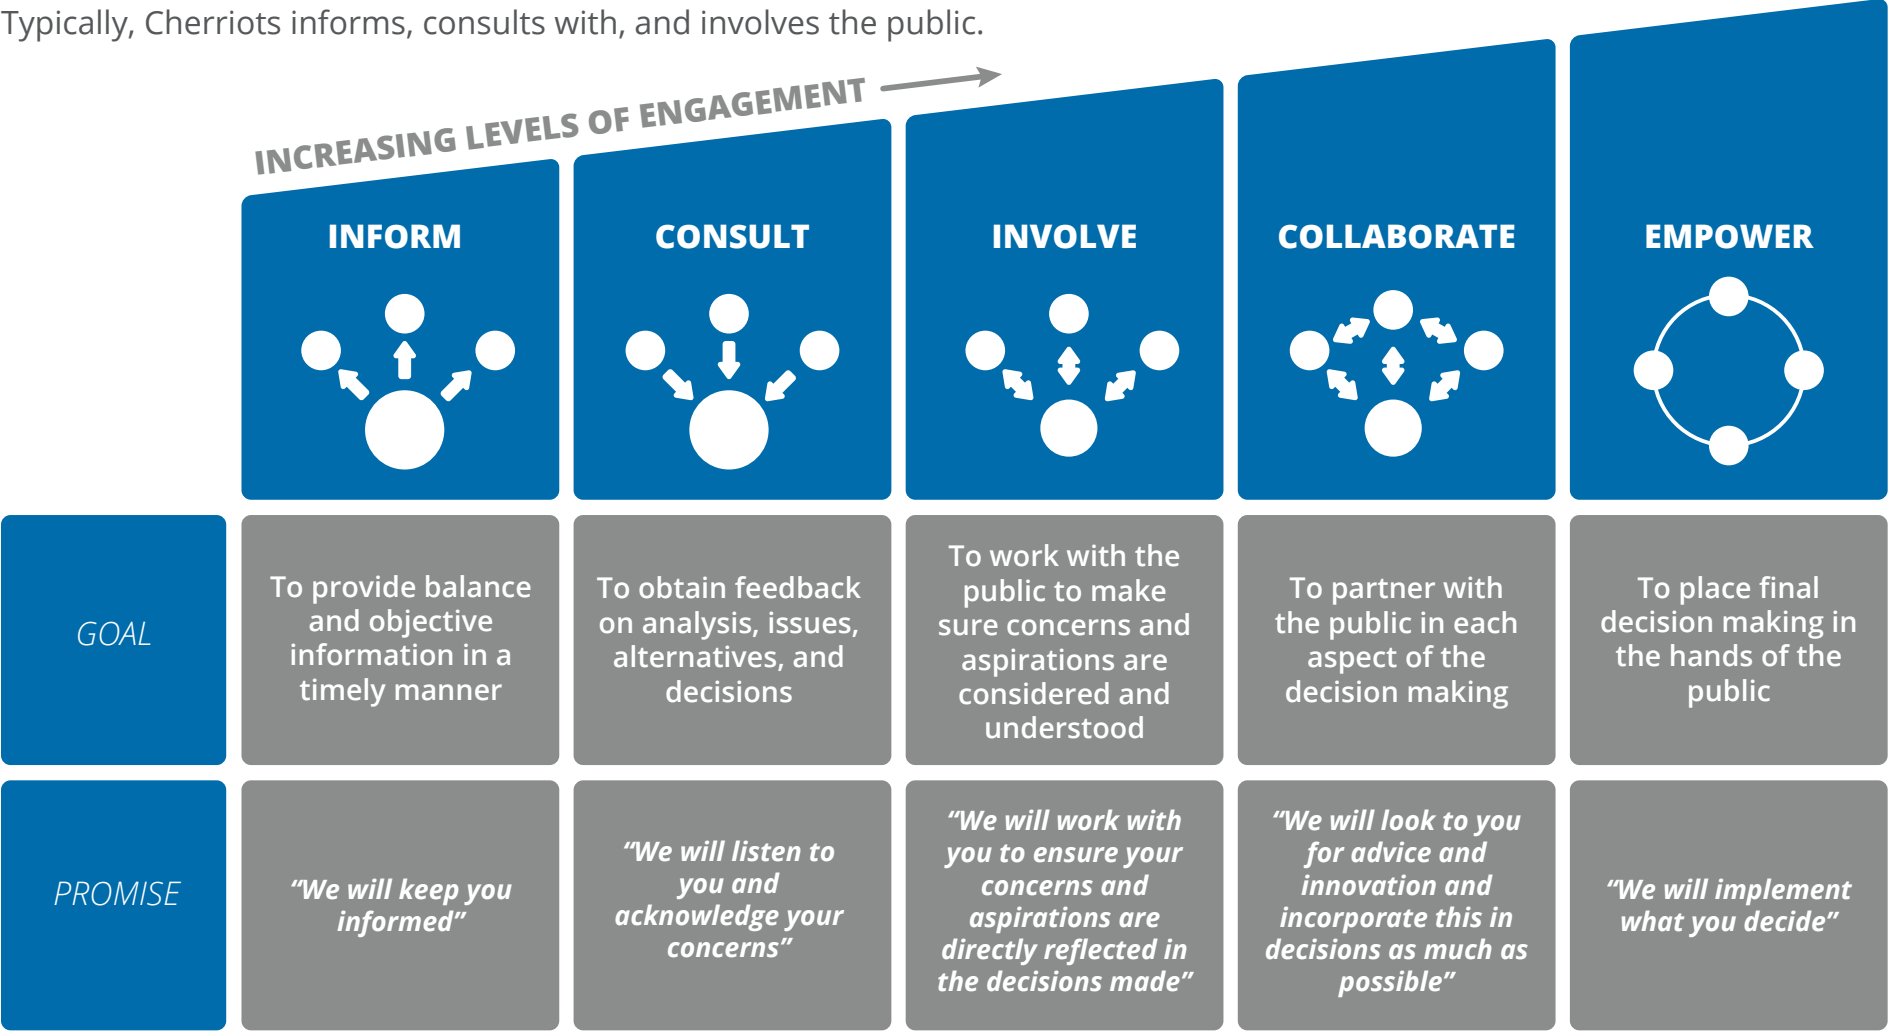 Typically, Cherriots informs, consults with, and involves the public.
INCREASING LEVELS OF ENGAGEMENT
INFORM
CONSULT
INVOLVE
COLLABORATE
EMPOWER
GOAL
To provide balance
and objective
information in a
timely manner
To obtain feedback
on analysis, issues,
alternatives, and
decisions
To work with the
public to make
sure concerns and
aspirations are
considered and
understood
To partner with
the public in each
aspect of the
decision making
To place final
decision making in
the hands of the
public
PROMISE
“We will keep you
informed”
“We will listen to
you and
acknowledge your
concerns”
“We will work with
you to ensure your
concerns and
aspirations are
directly reflected in
the decisions made”
“We will look to you
for advice and
innovation and
incorporate this in
decisions as much as
possible”
“We will implement
what you decide”